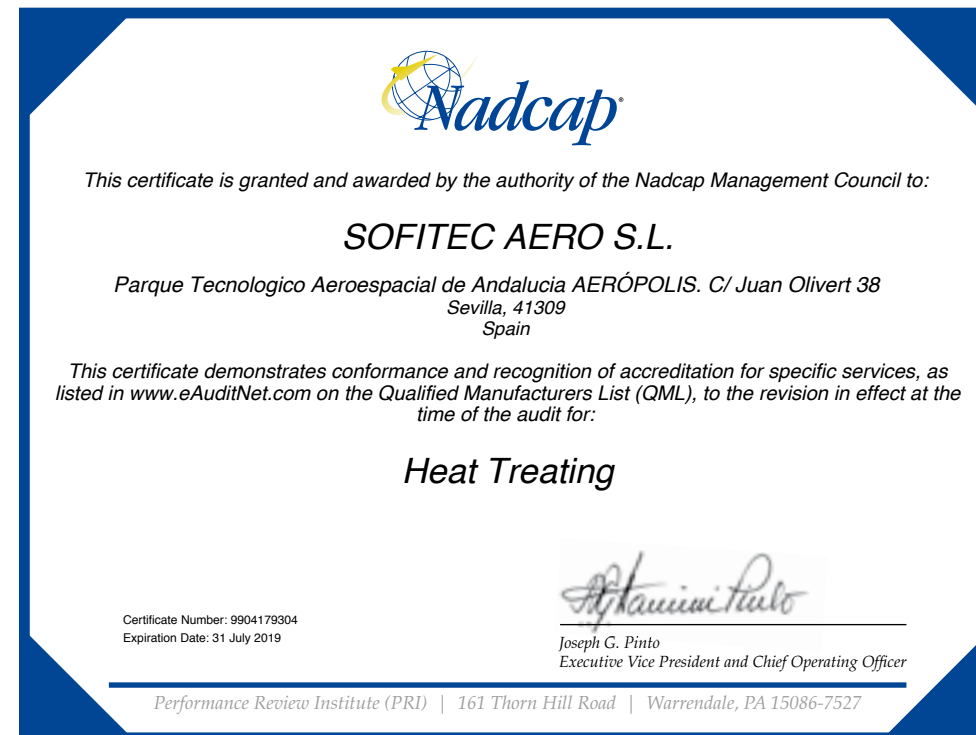 Nadcap®
This certificate is granted and awarded by the authority of the Nadcap Management Council to:
SOFITEC AERO S.L.
Parque Tecnologico Aeroespacial de Andalucia AERÓPOLIS. C/ Juan Olivert 38
Sevilla, 41309
Spain
This certificate demonstrates conformance and recognition of accreditation for specific services, as
listed in www.eAuditNet.com on the Qualified Manufacturers List (QML), to the revision in effect at the
time of the audit for:
Heat Treating
Certificate Number: 9904179304
Expiration Date: 31 July 2019
Joseph G. Pinto
Executive Vice President and Chief Operating Officer
Performance Review Institute (PRI) | 161 Thorn Hill Road | Warrendale, PA 15086-7527